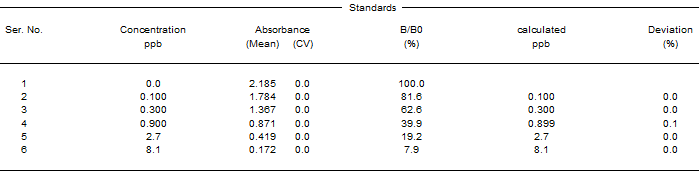 Standards
Ser. No. Concentration Absorbance B/B0 calculated Deviation
ppb (Mean) (CV) (%) ppb (%)
1 0.0 2.185 0.0 100.0
2 0.100 1.784 0.0 81.6 0.100 0.0
3 0.300 1.367 0.0 62.6 0.300 0.0
4 0.900 0.871 0.0 39.9 0.899 0.1
5 2.7 0.419 0.0 19.2 2.7 0.0
6 8.1 0.172 0.0 7.9 8.1 0.0